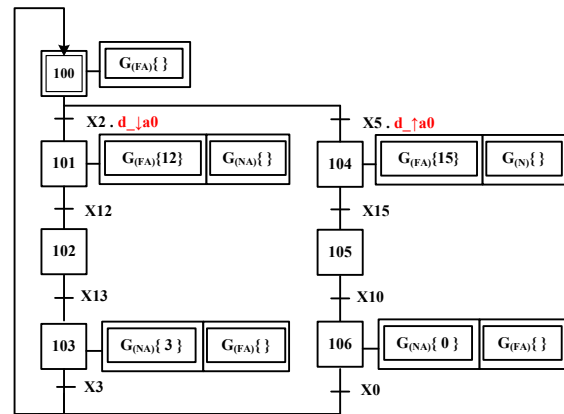 100 G(FA){ }
X2 . d_↓a0 X5 . d_↑a0
101 G(FA){12} G(NA){ } 104 G(FA){15} G(N){ }
X12 X15
102 105
X13 X10
103 G(NA){ 3 } G(FA){ } 106 G(NA){ 0 } G(FA){ }
X3 X0